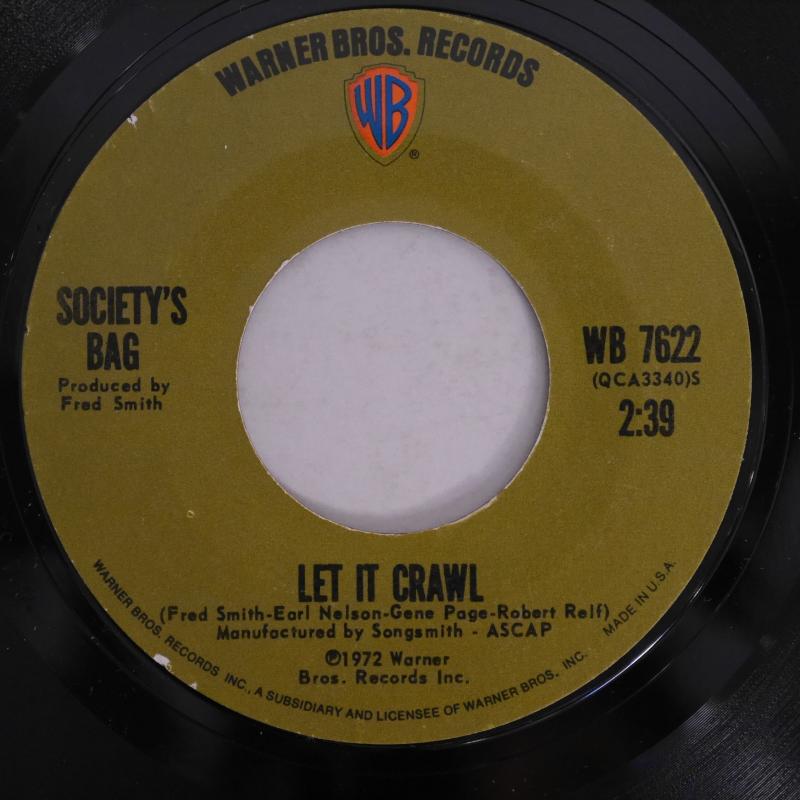 WARNER BROS. RECORDS
WB
®
SOCIETY'S
BAG
Produced by
Fred Smith
WB 7622
(QCA3340)S
2:39
LET IT CRAWL
(Fred Smith-Earl Nelson-Gene Page-Robert Relf)
Manufactured by Songsmith - ASCAP
℗1972 Warner
Bros. Records Inc.
WARNER BROS. RECORDS INC., A SUBSIDIARY AND LICENSEE OF WARNER BROS. INC.
MADE IN U.S.A.